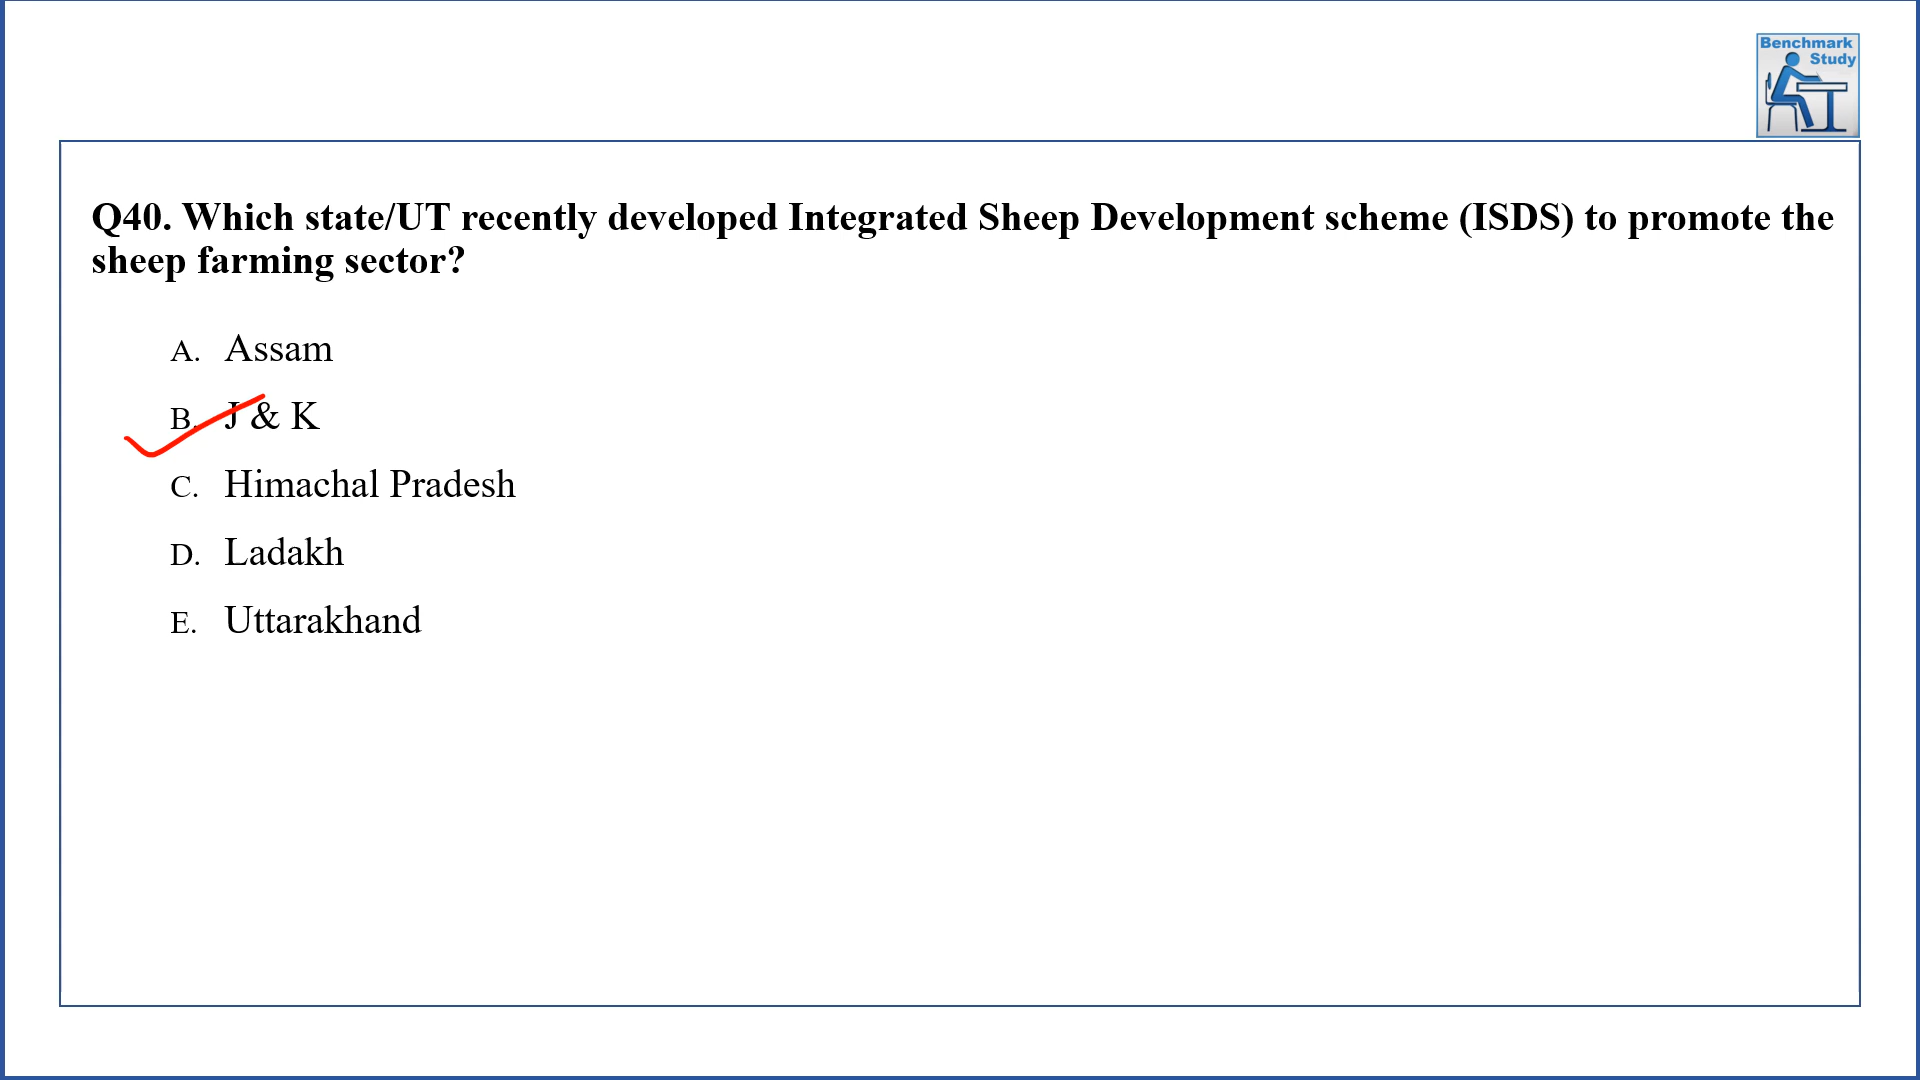 Benchmark
Study
Q40. Which state/UT recently developed Integrated Sheep Development scheme (ISDS) to promote the
sheep farming sector?
A. Assam
B. J & K
C. Himachal Pradesh
D. Ladakh
E. Uttarakhand